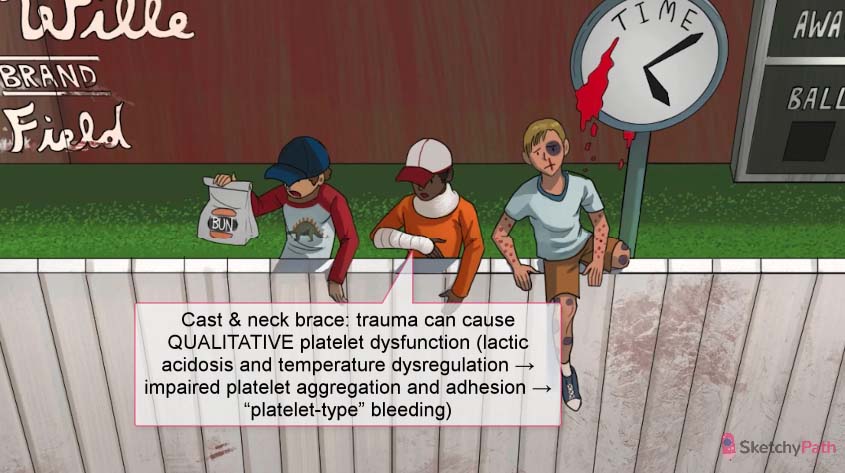 Wille
BRAND
Field
TIME
AWA
BALL
BUN
Cast & neck brace: trauma can cause
QUALITATIVE platelet dysfunction (lactic
acidosis and temperature dysregulation →
impaired platelet aggregation and adhesion →
“platelet-type” bleeding)
SketchyPath